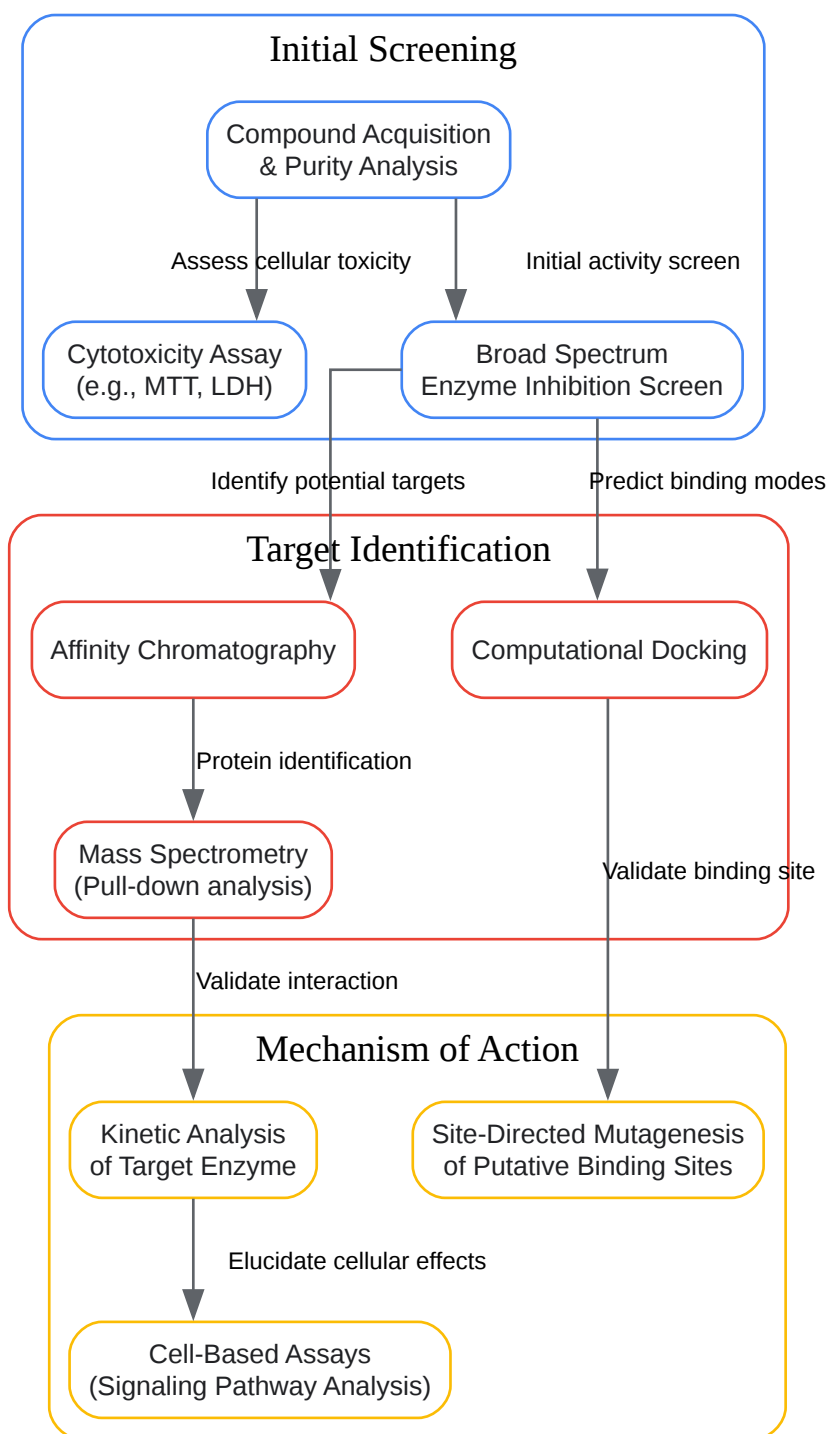 Initial Screening
Compound Acquisition
& Purity Analysis
Assess cellular toxicity
Initial activity screen
Cytotoxicity Assay
(e.g., MTT, LDH)
Broad Spectrum
Enzyme Inhibition Screen
Identify potential targets
Predict binding modes
Target Identification
Affinity Chromatography
Computational Docking
Protein identification
Mass Spectrometry
(Pull-down analysis)
Validate binding site
Validate interaction
Mechanism of Action
Kinetic Analysis
of Target Enzyme
Site-Directed Mutagenesis
of Putative Binding Sites
Elucidate cellular effects
Cell-Based Assays
(Signaling Pathway Analysis)